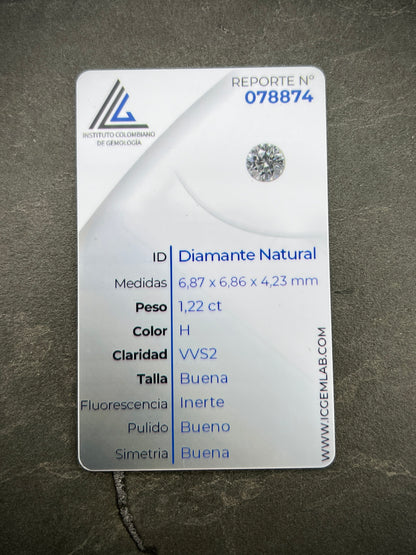 REPORTE Nº
078874
INSTITUTO COLOMBIANO
DE GEMOLOGÍA
ID Diamante Natural
Medidas 6,87 x 6,86 x 4,23 mm
Peso 1,22 ct
Color H
Claridad VVS2
Talla Buena
Fluorescencia Inerte
Pulido Bueno
Simetria Buena
WWW.ICGEMLAB.COM